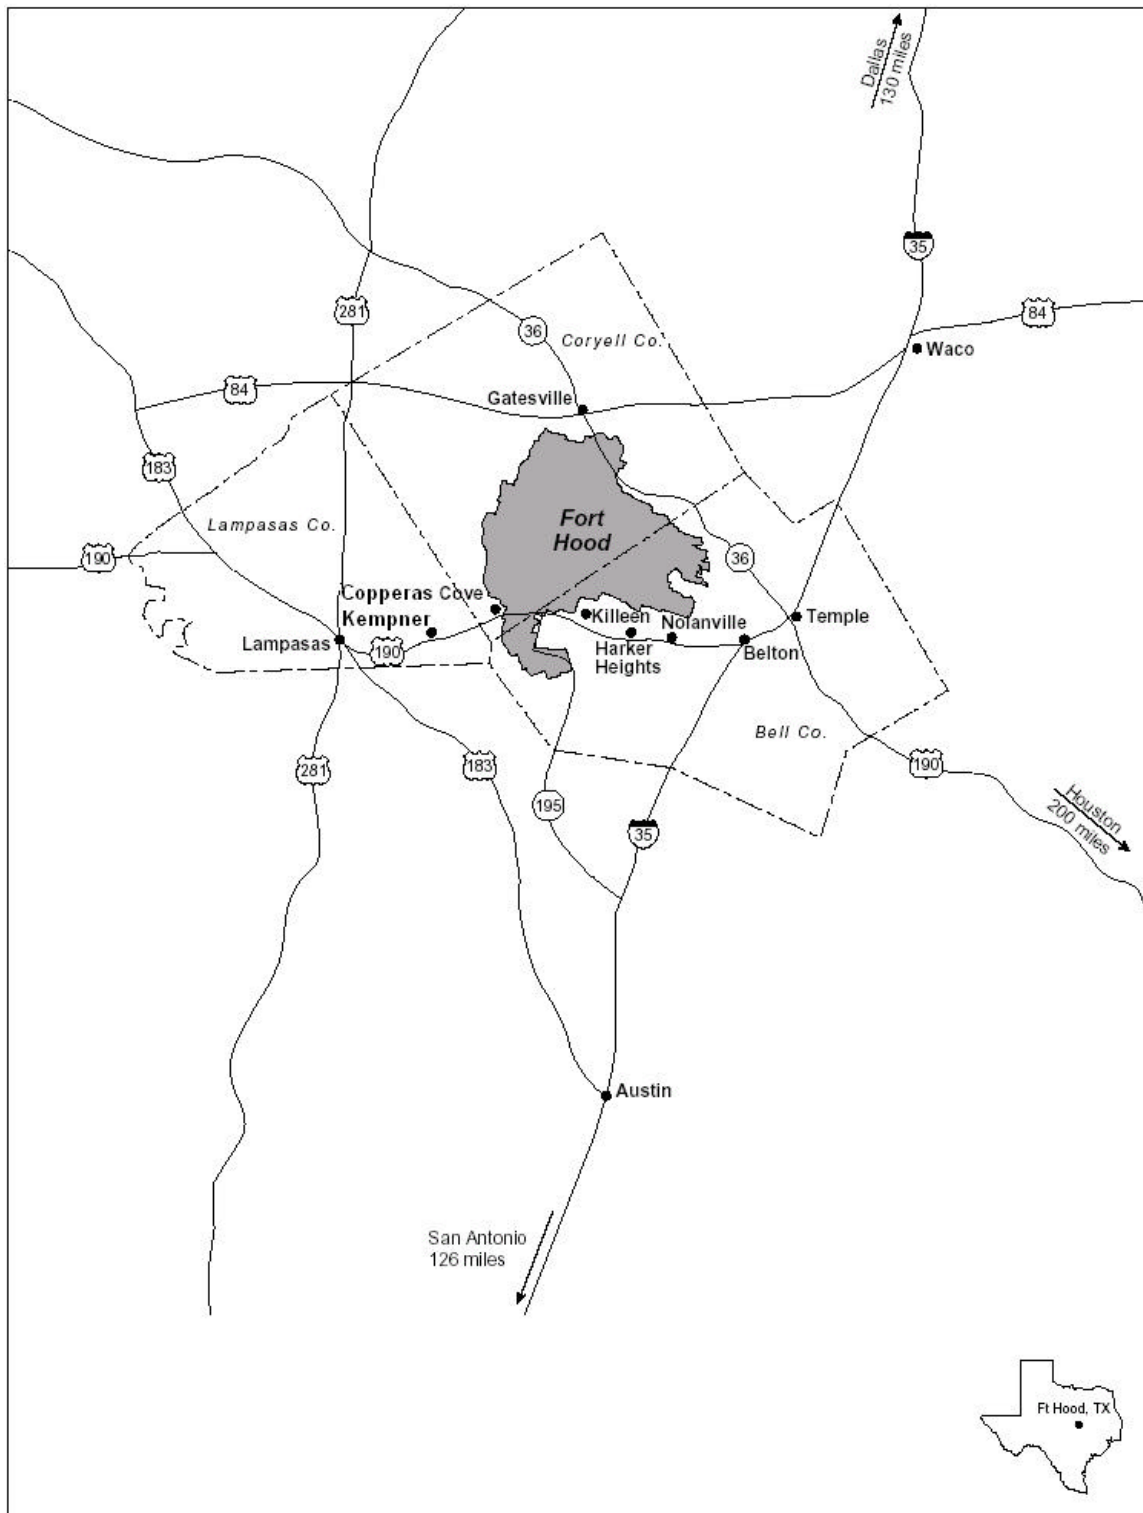 Dallas
130 miles
35
281
84
36
Coryell Co.
Waco
84
Gatesville
183
Lampasas Co.
Fort
Hood
190
36
Copperas Cove
Kempner
Killeen
Nolanville
Temple
Lampasas
190
Harker
Heights
Belton
Bell Co.
281
183
190
195
35
Houston
200 miles
Austin
San Antonio
126 miles
Ft Hood, TX